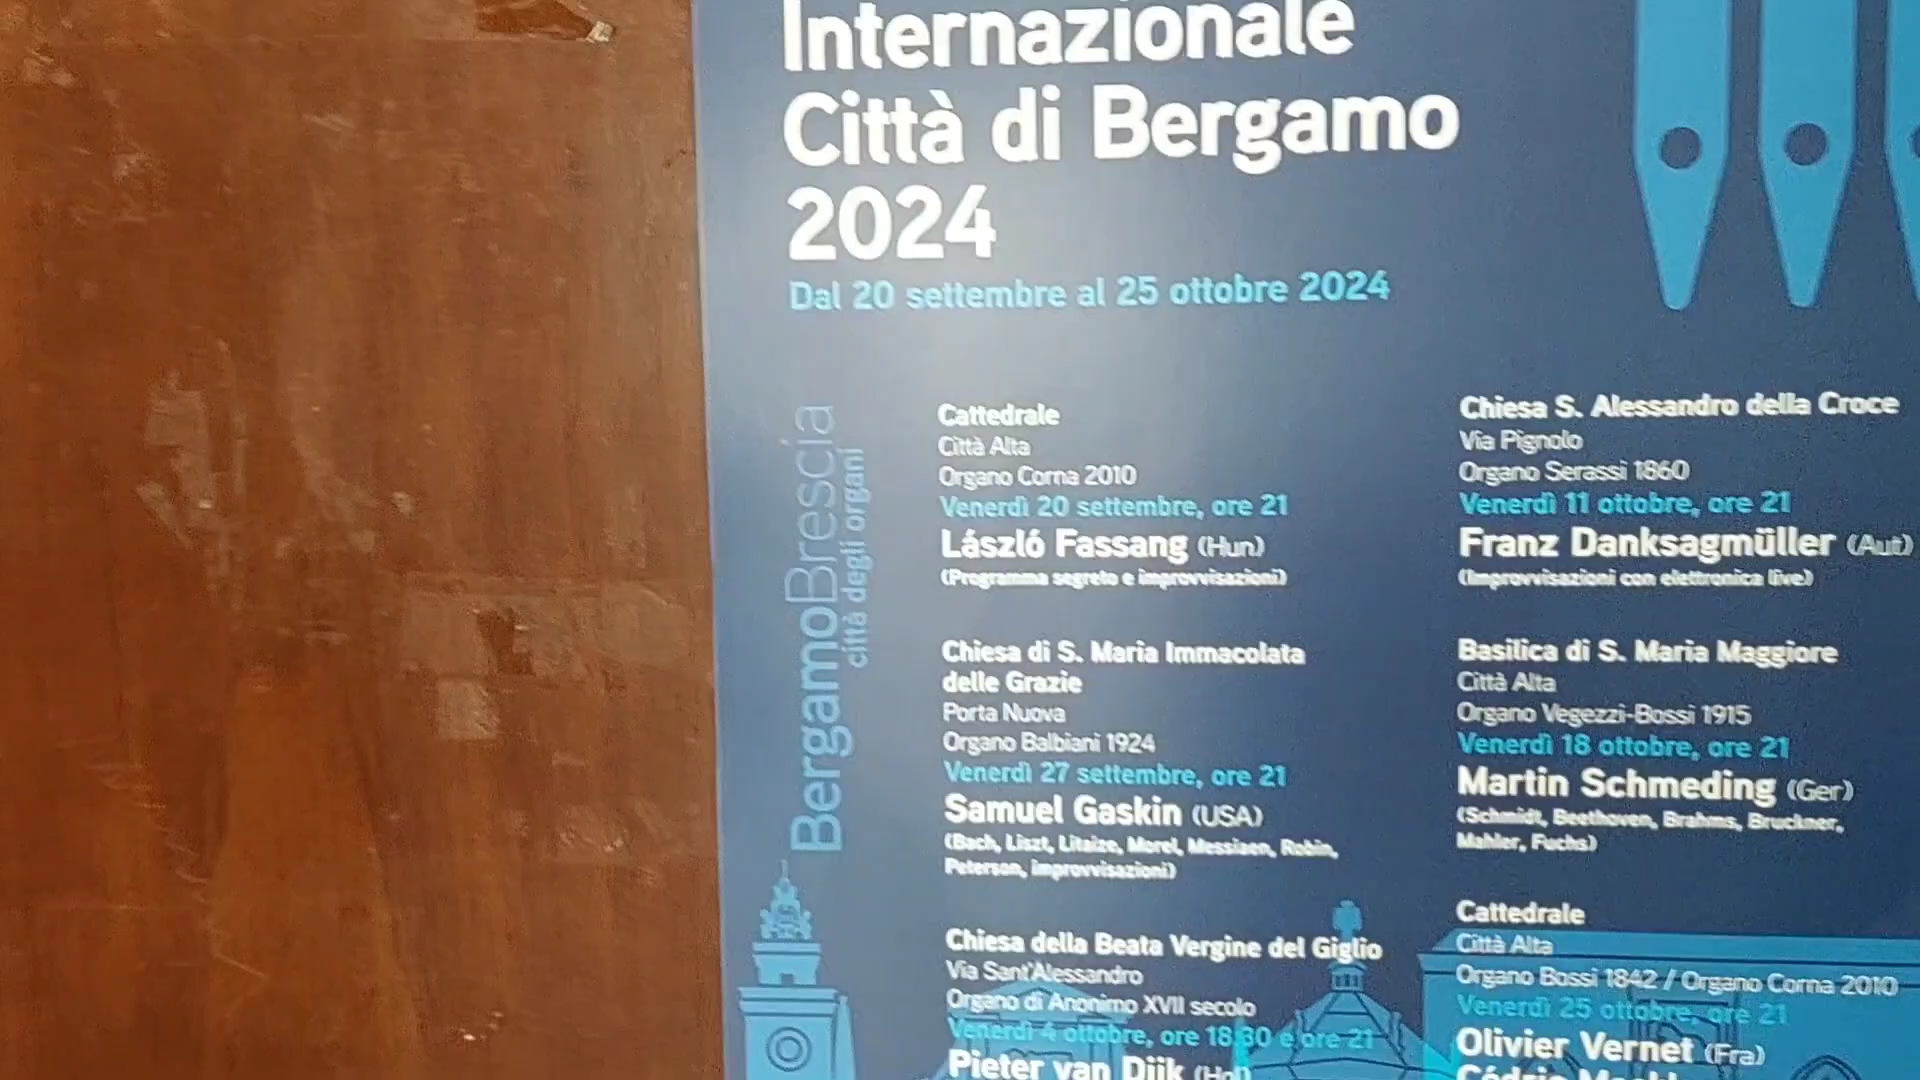 Internazionale
Città di Bergamo
2024
Dal 20 settembre al 25 ottobre 2024
BergamoBrescia
città degli organi
Cattedrale
Città Alta
Organo Corna 2010
Venerdì 20 settembre, ore 21
László Fassang (Hun)
(Programma segreto e improvvisazioni)
Chiesa di S. Maria Immacolata
delle Grazie
Porta Nuova
Organo Balbiani 1924
Venerdì 27 settembre, ore 21
Samuel Gaskin (USA)
(Bach, Liszt, Litaize, Morel, Messiaen, Robin,
Peterson, improvvisazioni)
Chiesa della Beata Vergine del Giglio
Via Sant'Alessandro
Organo di Anonimo XVII secolo
Venerdì 4 ottobre, ore 18,30 e ore 21
Pieter van Dijk (Hol)
Chiesa S. Alessandro della Croce
Via Pignolo
Organo Serassi 1860
Venerdì 11 ottobre, ore 21
Franz Danksagmüller (Aut)
(Improvvisazioni con elettronica live)
Basilica di S. Maria Maggiore
Città Alta
Organo Vegezzi-Bossi 1915
Venerdì 18 ottobre, ore 21
Martin Schmeding (Ger)
(Schmidt, Beethoven, Brahms, Bruckner,
Mahler, Fuchs)
Cattedrale
Città Alta
Organo Bossi 1842 / Organo Corna 2010
Venerdì 25 ottobre, ore 21
Olivier Vernet (Fra)